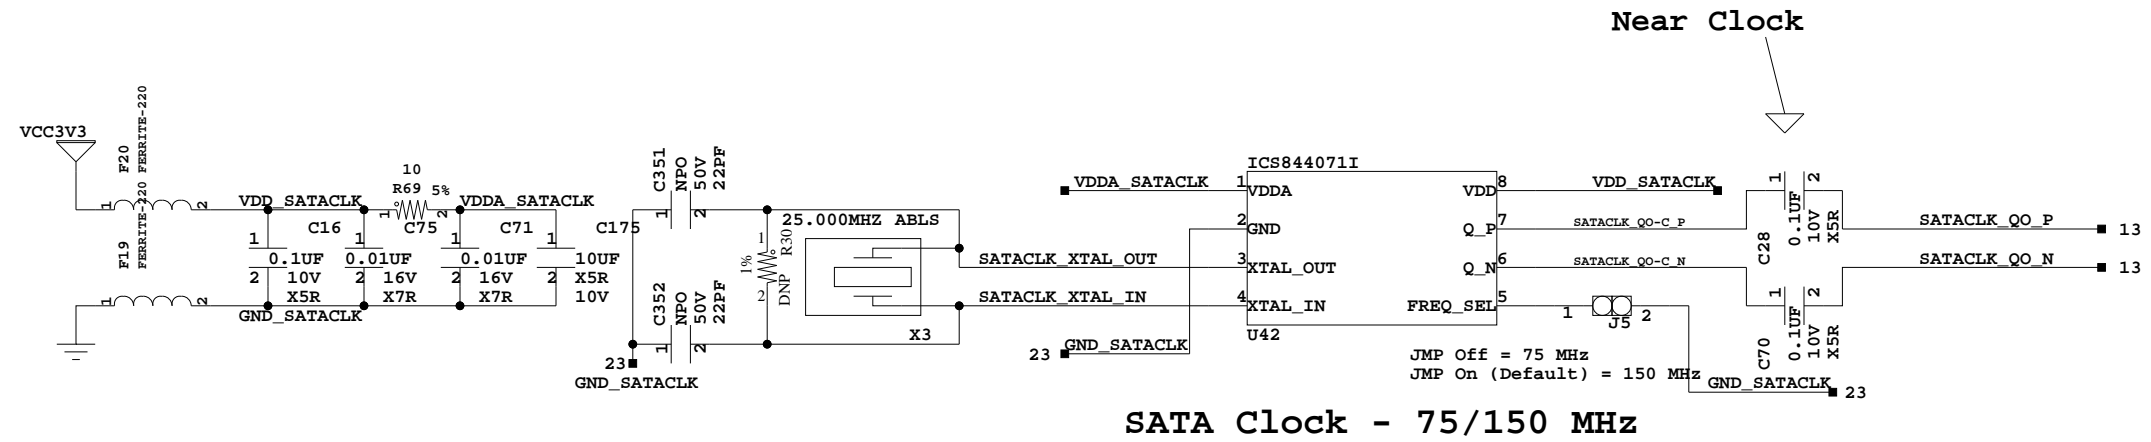 Near Clock
VCC3V3
F20 FERRITE-220
F19 FERRITE-220
1
2
1
2
VDD_SATACLK
10
R69 5%
1
2
VDDA_SATACLK
C16
C75
C71
C175
1
1
1
1
0.1UF
0.01UF
0.01UF
10UF
2
2
2
2
10V
16V
16V
X5R
X5R
X7R
X7R
10V
GND_SATACLK
C351
NPO
50V
22PF
1
2
C352
NPO
50V
22PF
1
2
23
GND_SATACLK
1
R30
1%
DNP
2
25.000MHZ ABLS
X3
SATACLK_XTAL_OUT
SATACLK_XTAL_IN
VDDA_SATACLK
23
GND_SATACLK
ICS844071I
1
VDDA
2
GND
3
XTAL_OUT
4
XTAL_IN
VDD
8
Q_P
7
Q_N
6
FREQ_SEL
5
U42
VDD_SATACLK
SATACLK_QO-C_P
SATACLK_QO-C_N
1
J5
2
JMP Off = 75 MHz
JMP On (Default) = 150 MHz
GND_SATACLK
23
1
2
C28
0.1UF
10V
X5R
1
2
C70
0.1UF
10V
X5R
SATACLK_QO_P
13
SATACLK_QO_N
13
SATA Clock - 75/150 MHz